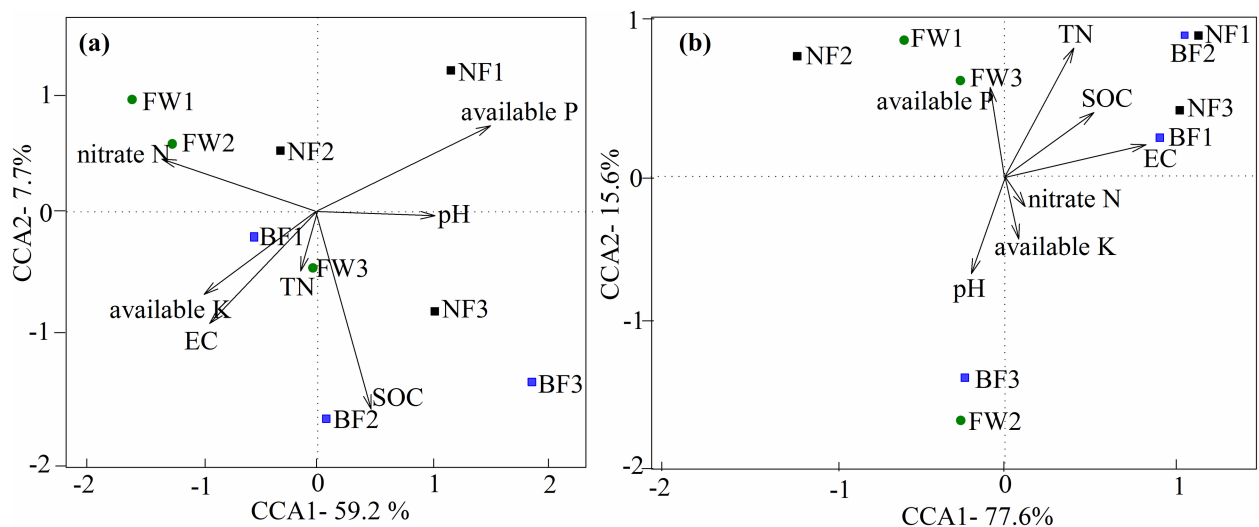 (a)
NF1
FW1
available P
1
FW2
nitrate N
NF2
CCA2- 7.7%
0
pH
BF1
FW3
TN
available K
NF3
-1
EC
BF3
SOC
BF2
-2
-2
-1
0
1
2
CCA1- 59.2 %
1
(b)
FW1
TN
NF1
BF2
NF2
FW3
available P
SOC
NF3
BF1
EC
CCA2- 15.6%
0
nitrate N
available K
pH
-1
BF3
FW2
-2
-2
-1
0
1
CCA1- 77.6%